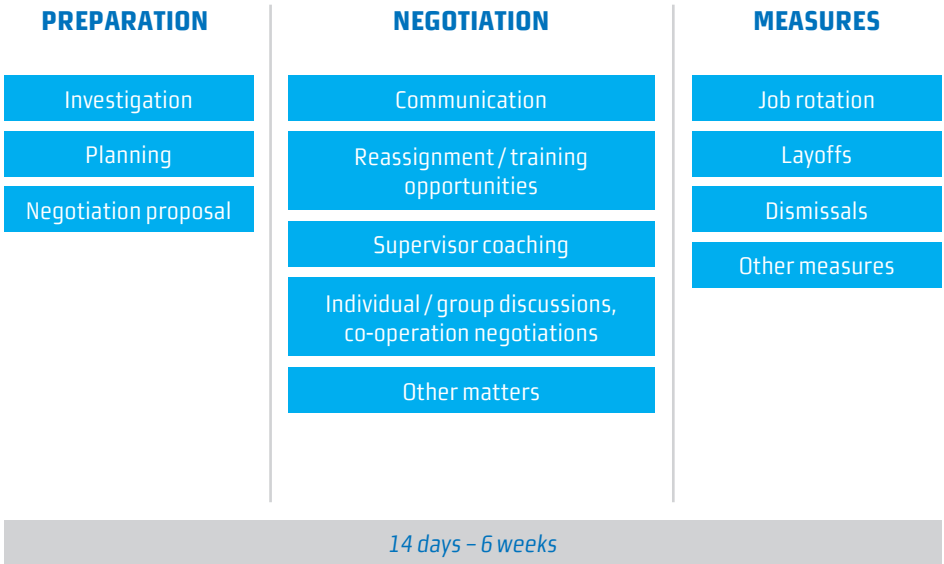 PREPARATION
Investigation
Planning
Negotiation proposal
NEGOTIATION
Communication
Reassignment / training
opportunities
Supervisor coaching
Individual / group discussions,
co-operation negotiations
Other matters
MEASURES
Job rotation
Layoffs
Dismissals
Other measures
14 days – 6 weeks